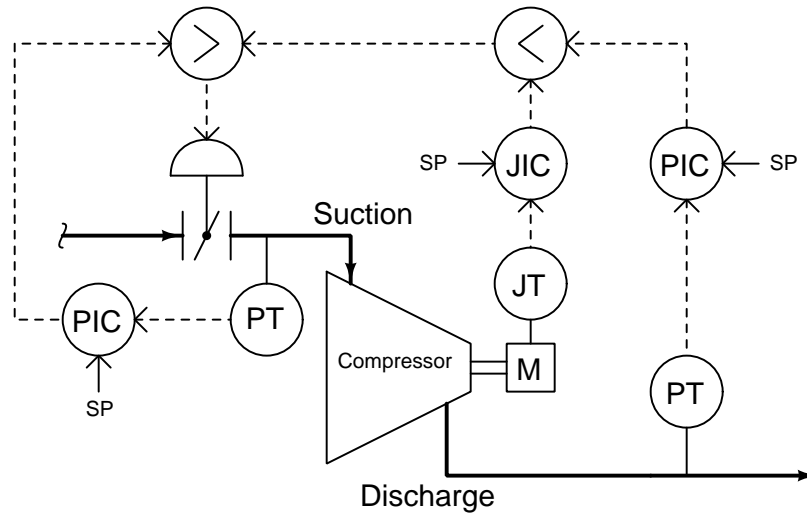 >
<
SP
JIC
PIC
SP
Suction
JT
PIC
PT
Compressor
M
PT
SP
Discharge